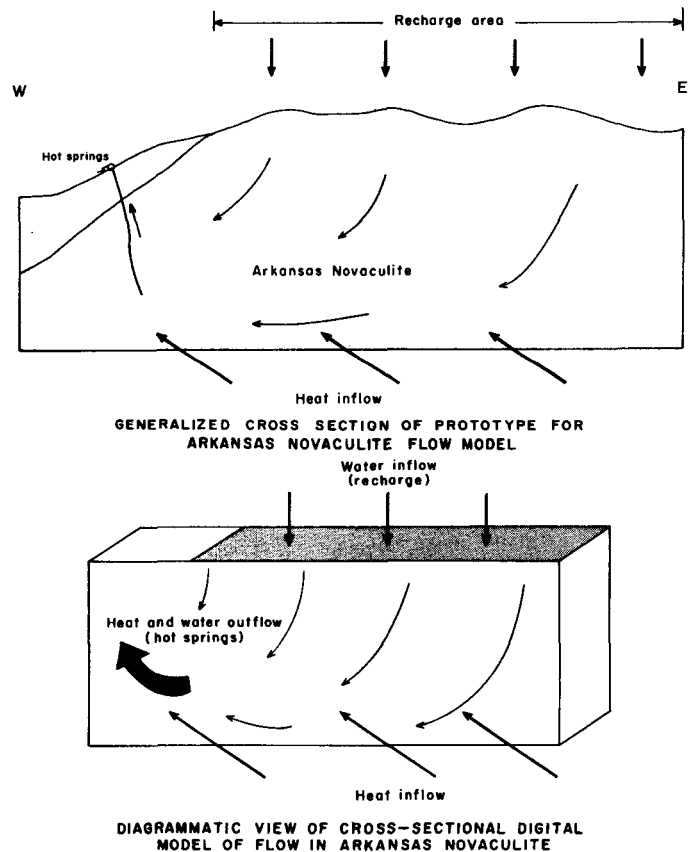 Recharge area
W
E
Hot springs
Arkansas Novaculite
Heat inflow
GENERALIZED CROSS SECTION OF PROTOTYPE FOR
ARKANSAS NOVACULITE FLOW MODEL
Water inflow
(recharge)
Heat and water outflow
(hot springs)
Heat inflow
DIAGRAMMATIC VIEW OF CROSS-SECTIONAL DIGITAL
MODEL OF FLOW IN ARKANSAS NOVACULITE